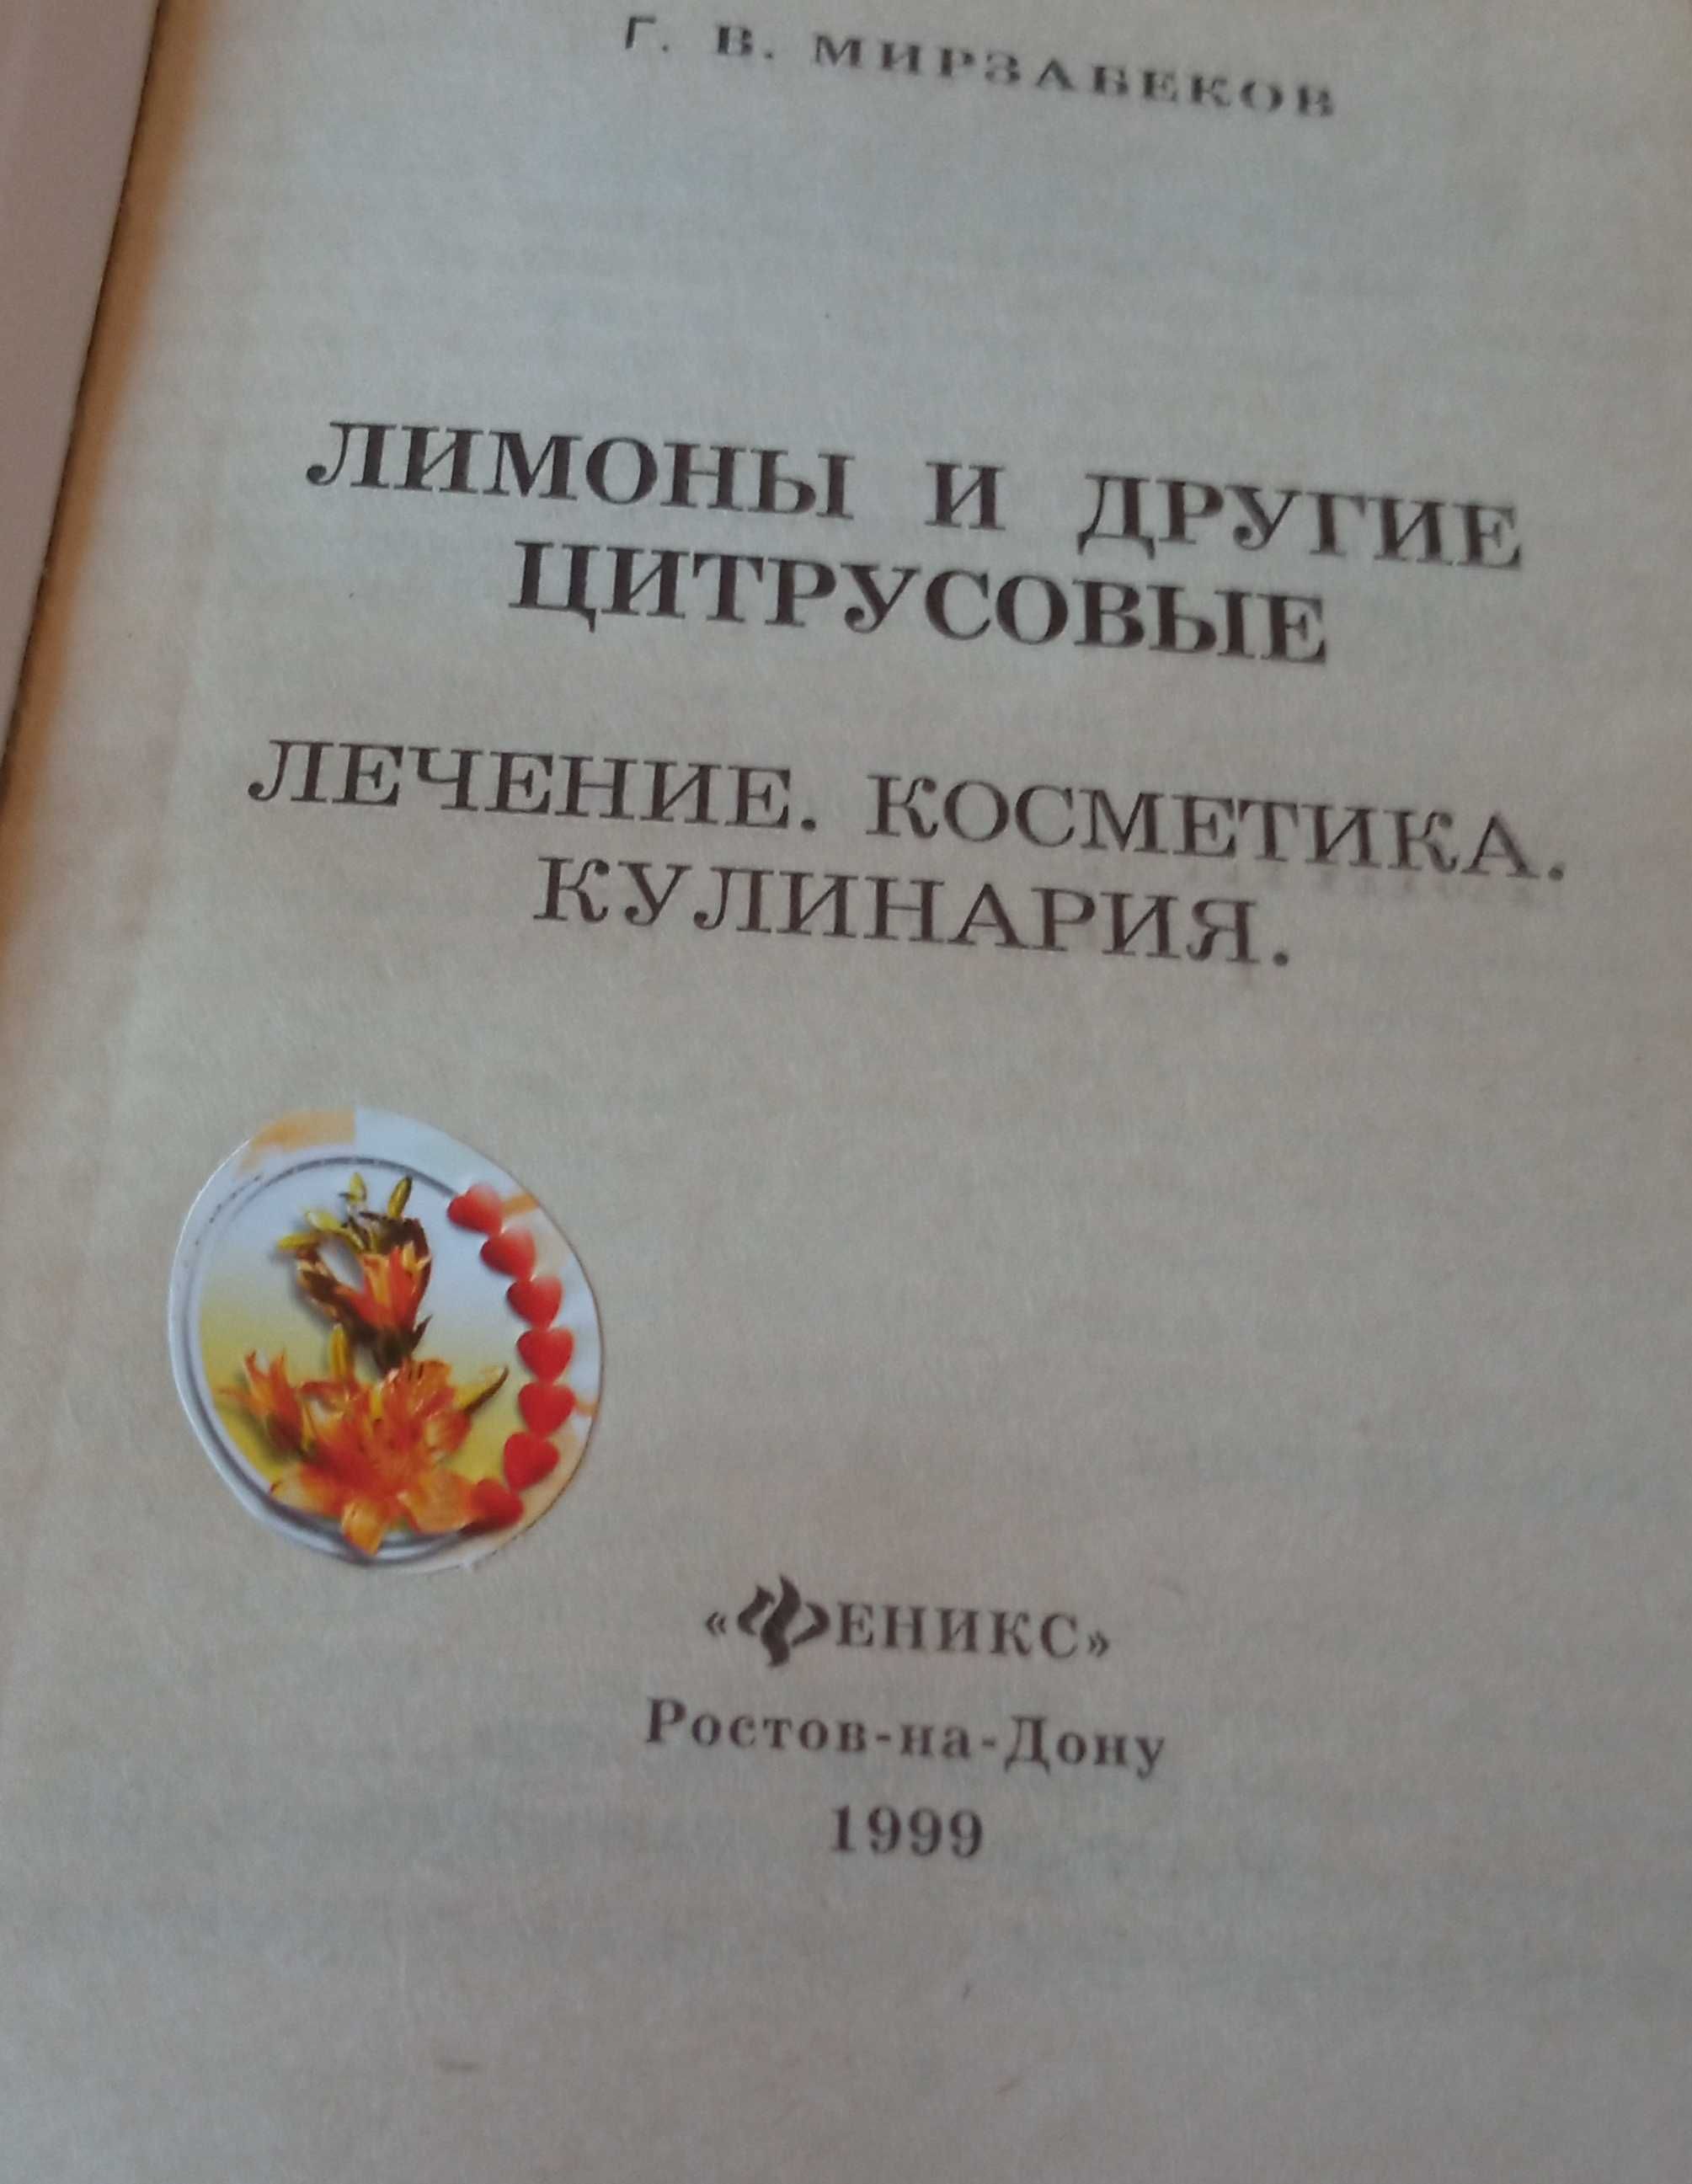 Г. В. МИРЗАБЕКОВ
ЛИМОНЫ И ДРУГИЕ
ЦИТРУСОВЫЕ
ЛЕЧЕНИЕ. КОСМЕТИКА.
КУЛИНАРИЯ.
«ФЕНИКС»
Ростов-на-Дону
1999